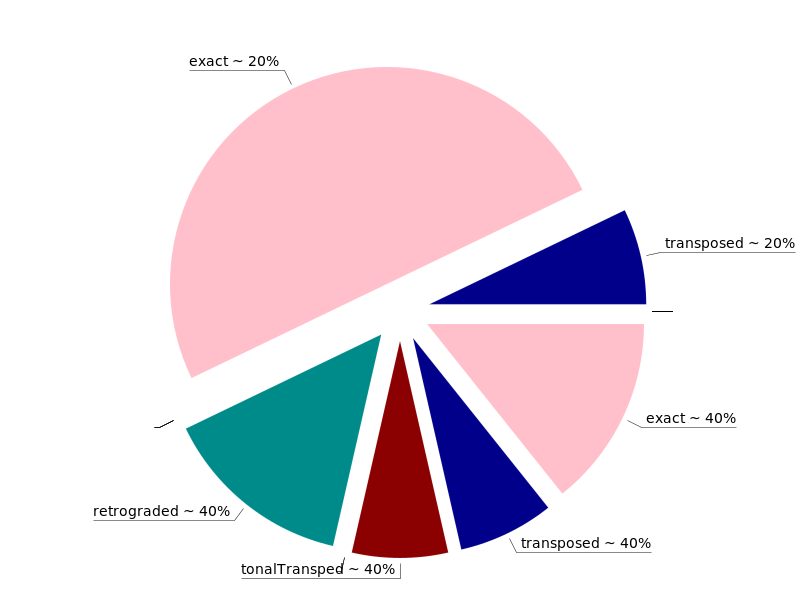 exact ~ 20%
transposed ~ 20%
exact ~ 40%
retrograded ~ 40%
transposed ~ 40%
tonalTransped ~ 40%